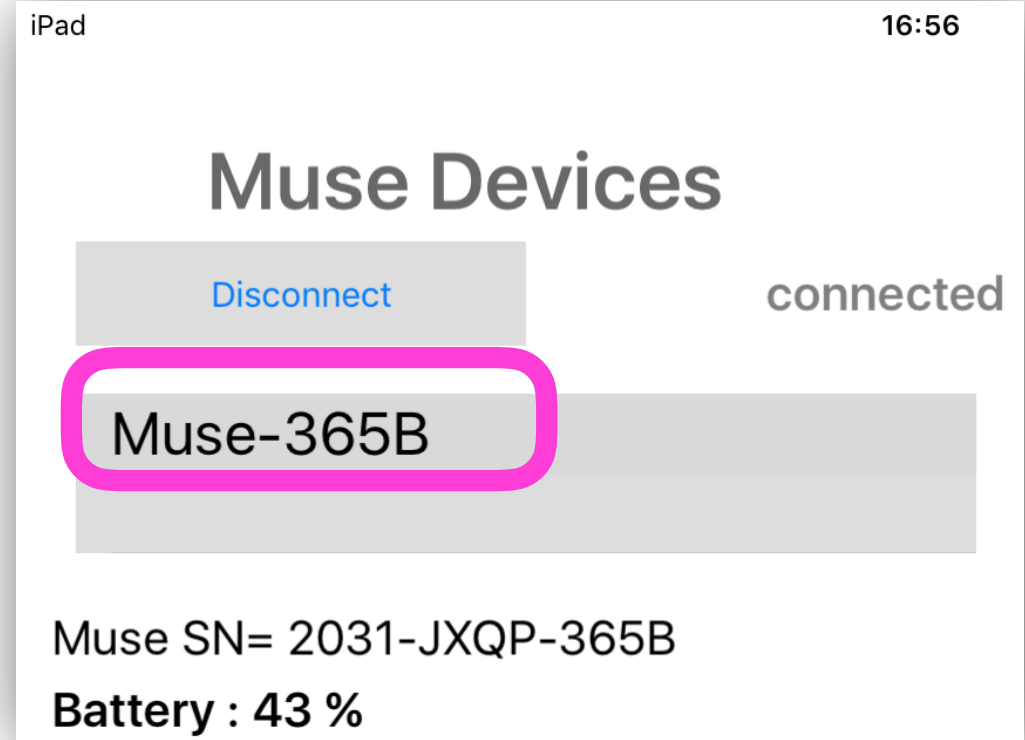 iPad 16:56
Muse Devices
Disconnect connected
Muse-365B
Muse SN= 2031-JXQP-365B
Battery : 43 %